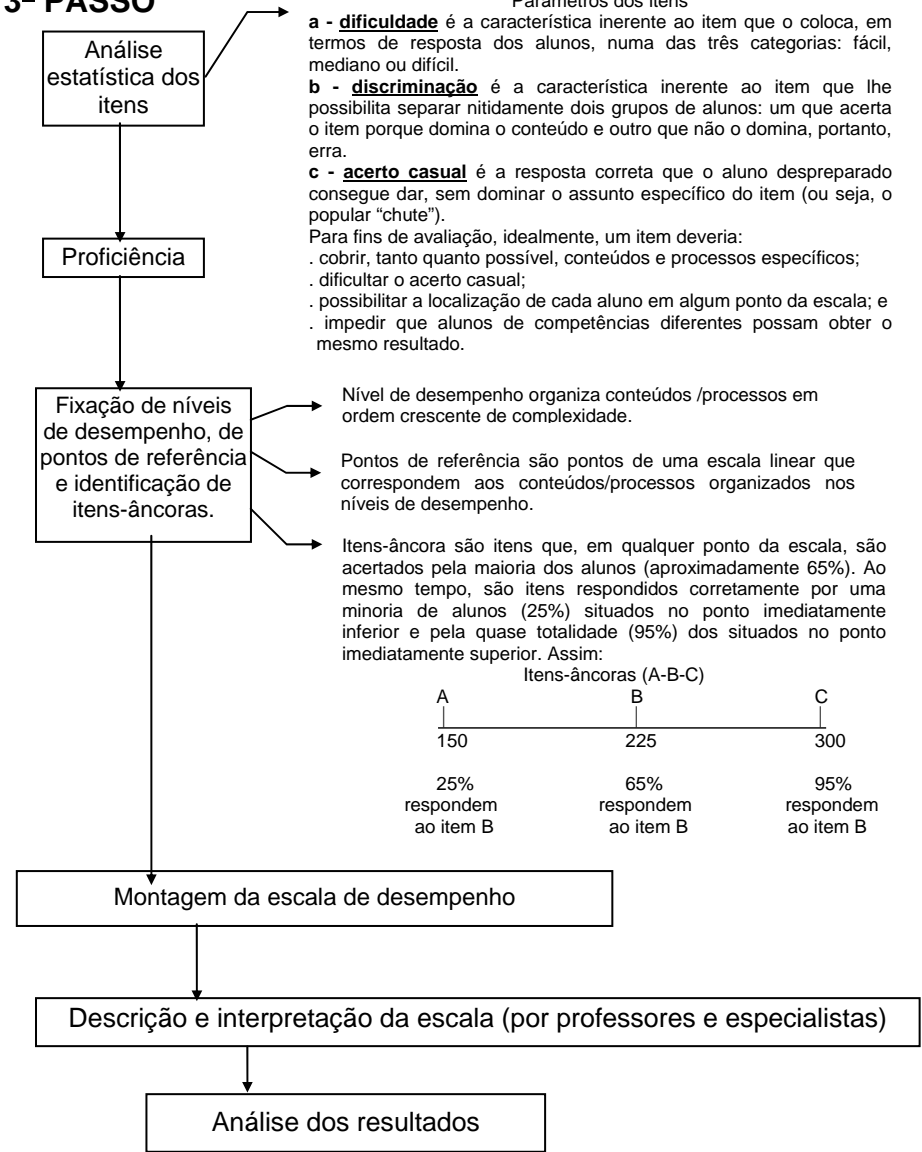 3º PASSO
Parâmetros dos itens
Análise
estatística dos
itens
a - dificuldade é a característica inerente ao item que o coloca, em
termos de resposta dos alunos, numa das três categorias: fácil,
mediano ou difícil.
b - discriminação é a característica inerente ao item que lhe
possibilita separar nitidamente dois grupos de alunos: um que acerta
o item porque domina o conteúdo e outro que não o domina, portanto,
erra.
c - acerto casual é a resposta correta que o aluno despreparado
consegue dar, sem dominar o assunto específico do item (ou seja, o
popular “chute”).
Para fins de avaliação, idealmente, um item deveria:
. cobrir, tanto quanto possível, conteúdos e processos específicos;
. dificultar o acerto casual;
. possibilitar a localização de cada aluno em algum ponto da escala; e
. impedir que alunos de competências diferentes possam obter o
mesmo resultado.
Proficiência
Fixação de níveis
de desempenho, de
pontos de referência
e identificação de
itens-âncoras.
Nível de desempenho organiza conteúdos /processos em
ordem crescente de complexidade.
Pontos de referência são pontos de uma escala linear que
correspondem aos conteúdos/processos organizados nos
níveis de desempenho.
Itens-âncora são itens que, em qualquer ponto da escala, são
acertados pela maioria dos alunos (aproximadamente 65%). Ao
mesmo tempo, são itens respondidos corretamente por uma
minoria de alunos (25%) situados no ponto imediatamente
inferior e pela quase totalidade (95%) dos situados no ponto
imediatamente superior. Assim:
Itens-âncoras (A-B-C)
A B C
150 225 300
25% 65% 95%
respondem respondem respondem
ao item B ao item B ao item B
Montagem da escala de desempenho
Descrição e interpretação da escala (por professores e especialistas)
Análise dos resultados